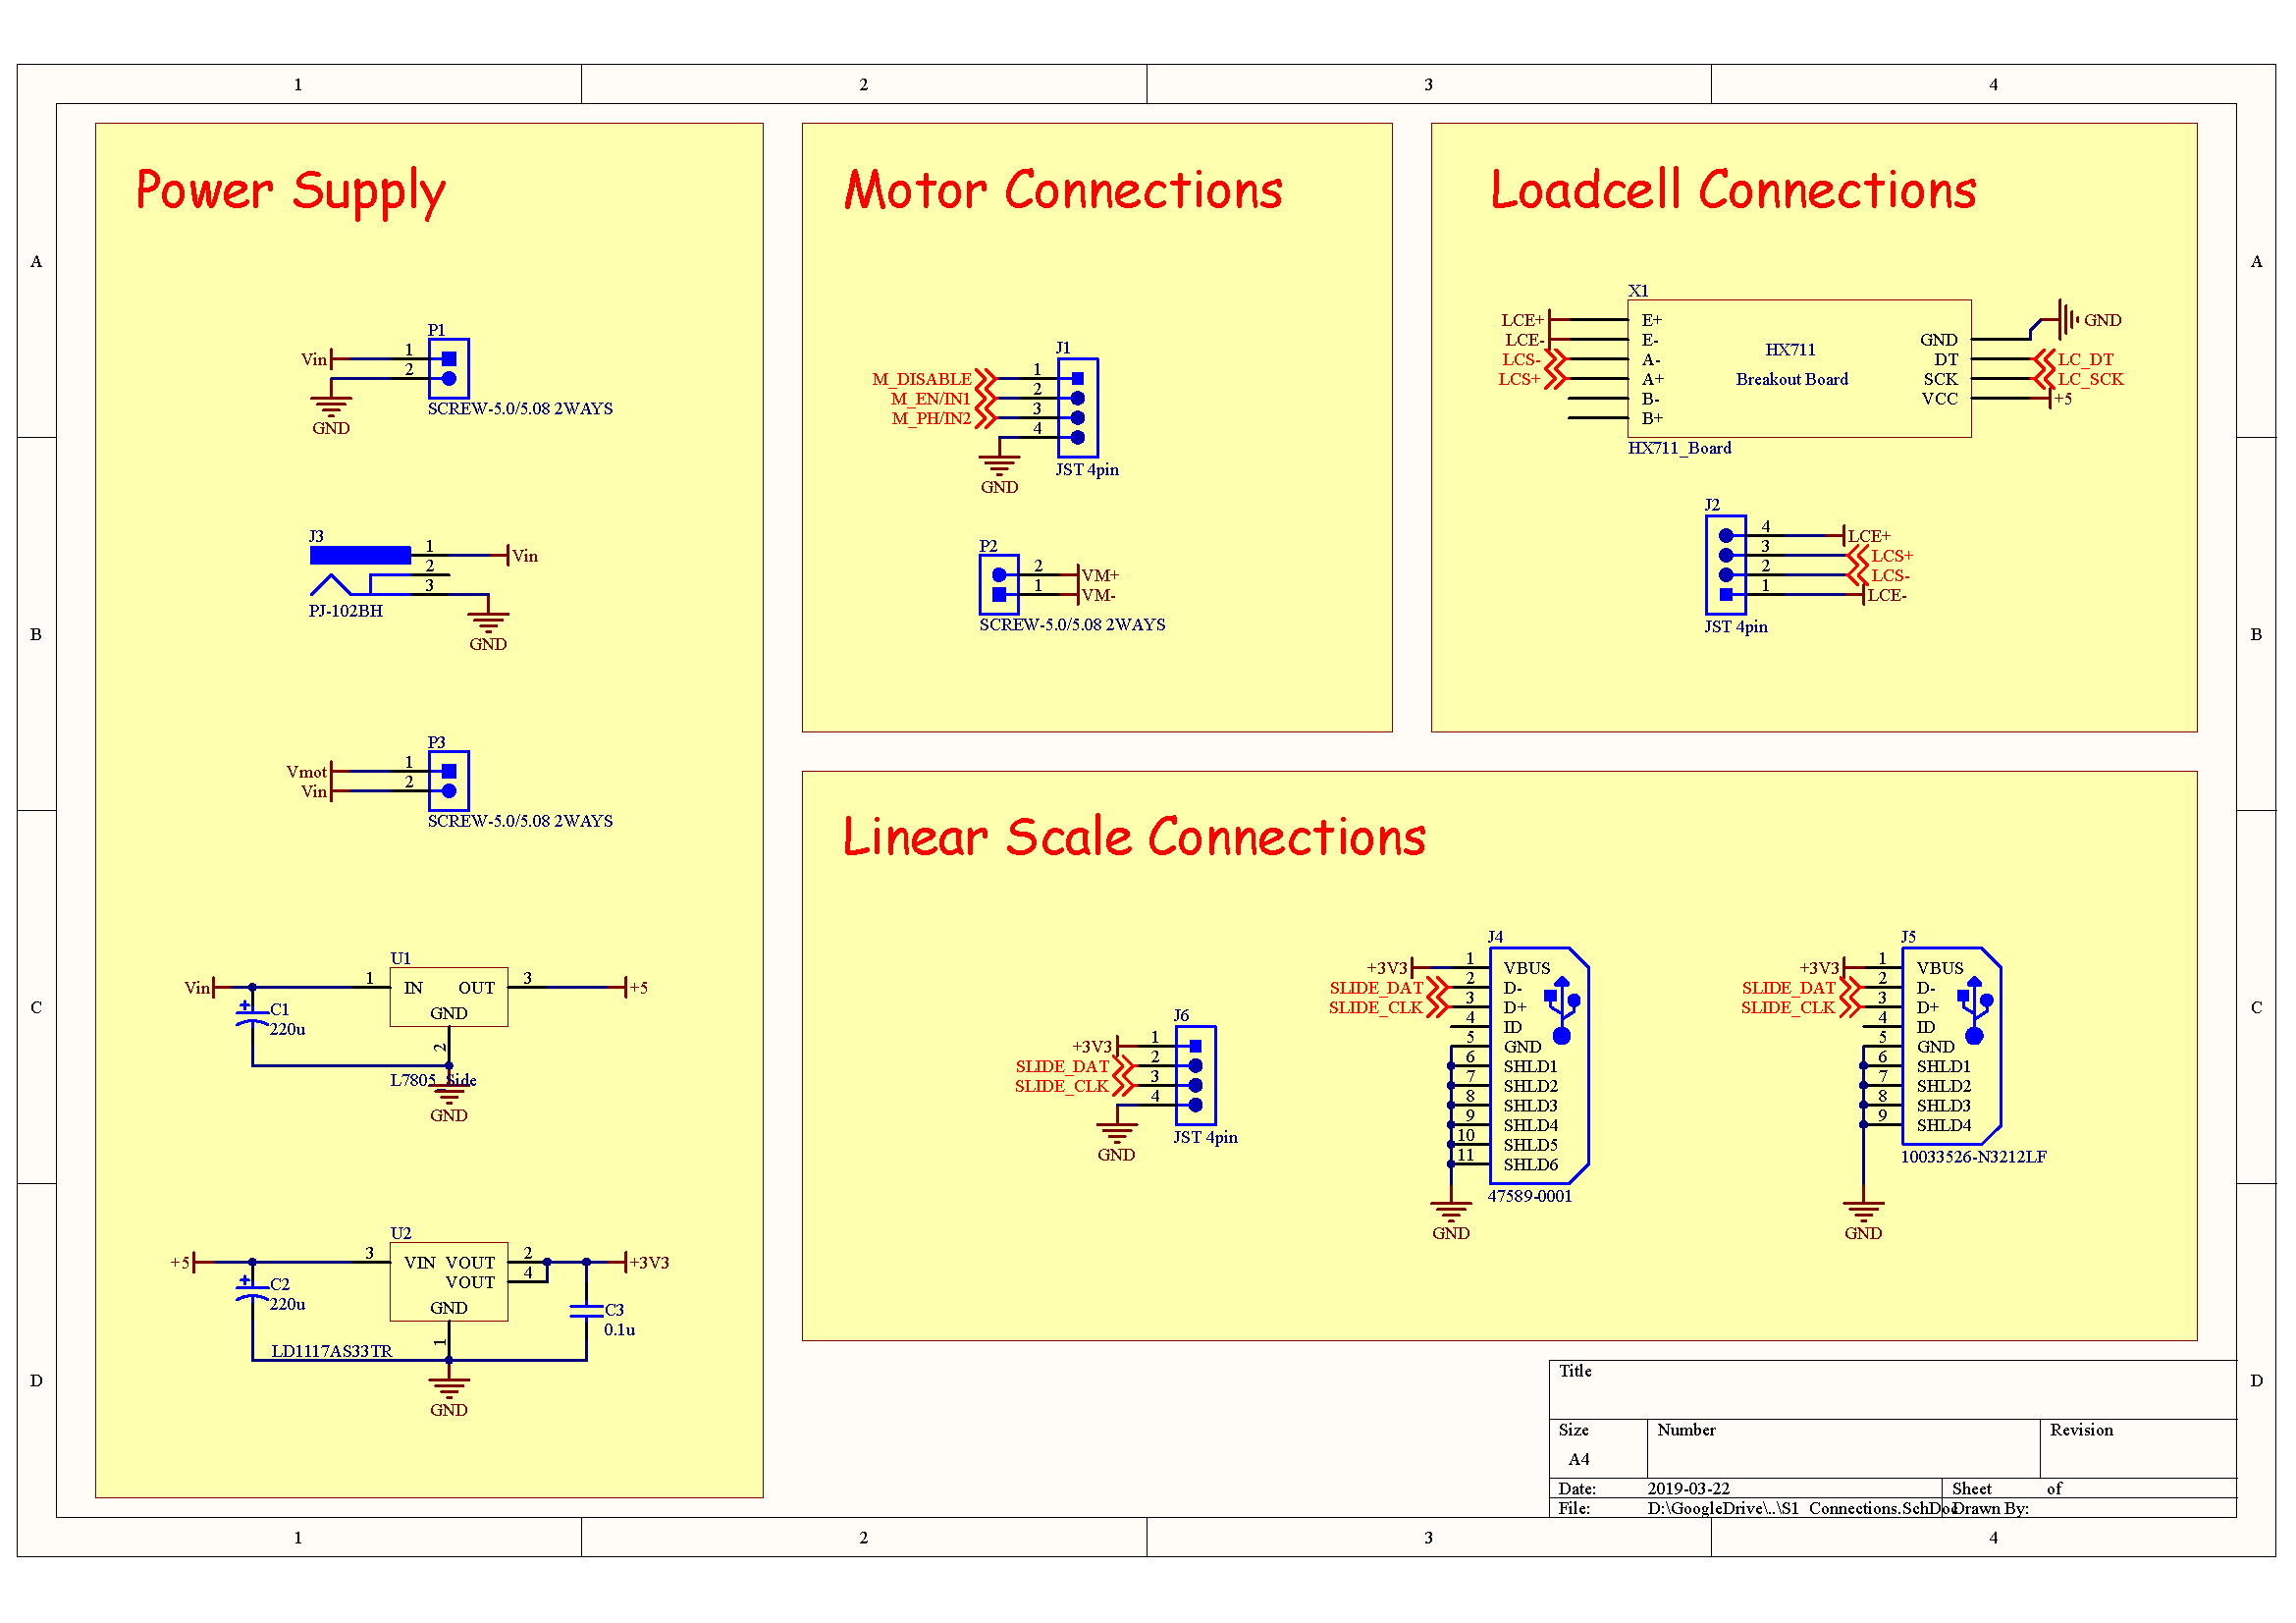 1 2 3 4
A
B
C
D
A
B
C
D
1 2 3 4
Power Supply
P1
Vin 1
2
GND
SCREW-5.0/5.08 2WAYS
J3
1 Vin
2
3
PJ-102BH
GND
P3
Vmot 1
Vin 2
SCREW-5.0/5.08 2WAYS
U1
Vin 1 IN OUT 3 +5
C1
220u
GND
2
L7805_Side
GND
U2
+5 3 VIN VOUT 2 +3V3
VOUT 4
C2
220u
GND
C3
0.1u
1
LD1117AS33TR
GND
Motor Connections
J1
M_DISABLE 1
M_EN/IN1 2
M_PH/IN2 3
4
JST 4pin
GND
P2
2 VM+
1 VM-
SCREW-5.0/5.08 2WAYS
Loadcell Connections
X1
LCE+ E+ GND
LCE- E- GND
LCS- A- HX711 DT LC_DT
LCS+ A+ Breakout Board SCK LC_SCK
B- VCC +5
B+
HX711_Board
J2
4 LCE+
3 LCS+
2 LCS-
1 LCE-
JST 4pin
Linear Scale Connections
J6
+3V3 1
SLIDE_DAT 2
SLIDE_CLK 3
4
JST 4pin
GND
J4
+3V3 1 VBUS
SLIDE_DAT 2 D-
SLIDE_CLK 3 D+
4 ID
5 GND
6 SHLD1
7 SHLD2
8 SHLD3
9 SHLD4
10 SHLD5
11 SHLD6
47589-0001
GND
J5
+3V3 1 VBUS
SLIDE_DAT 2 D-
SLIDE_CLK 3 D+
4 ID
5 GND
6 SHLD1
7 SHLD2
8 SHLD3
9 SHLD4
10033526-N3212LF
GND
Title
Size Number Revision
A4
Date: 2019-03-22 Sheet of
File: D:\GoogleDrive\..\S1_Connections.SchDoc Drawn By: